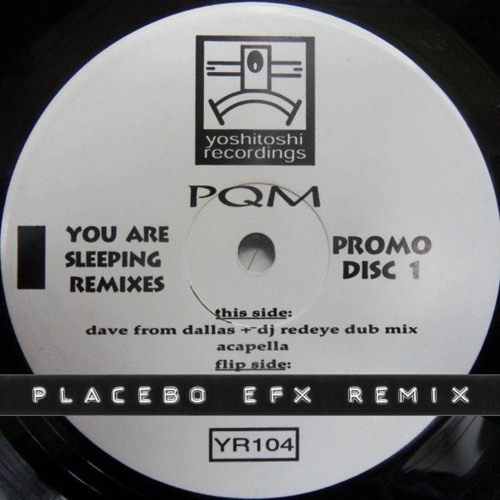 yoshitoshi
recordings
PQM
YOU ARE
SLEEPING
REMIXES
PROMO
DISC 1
this side:
dave from dallas + dj redeye dub mix
acapella
flip side:
PLACEBO EFX REMIX
YR104